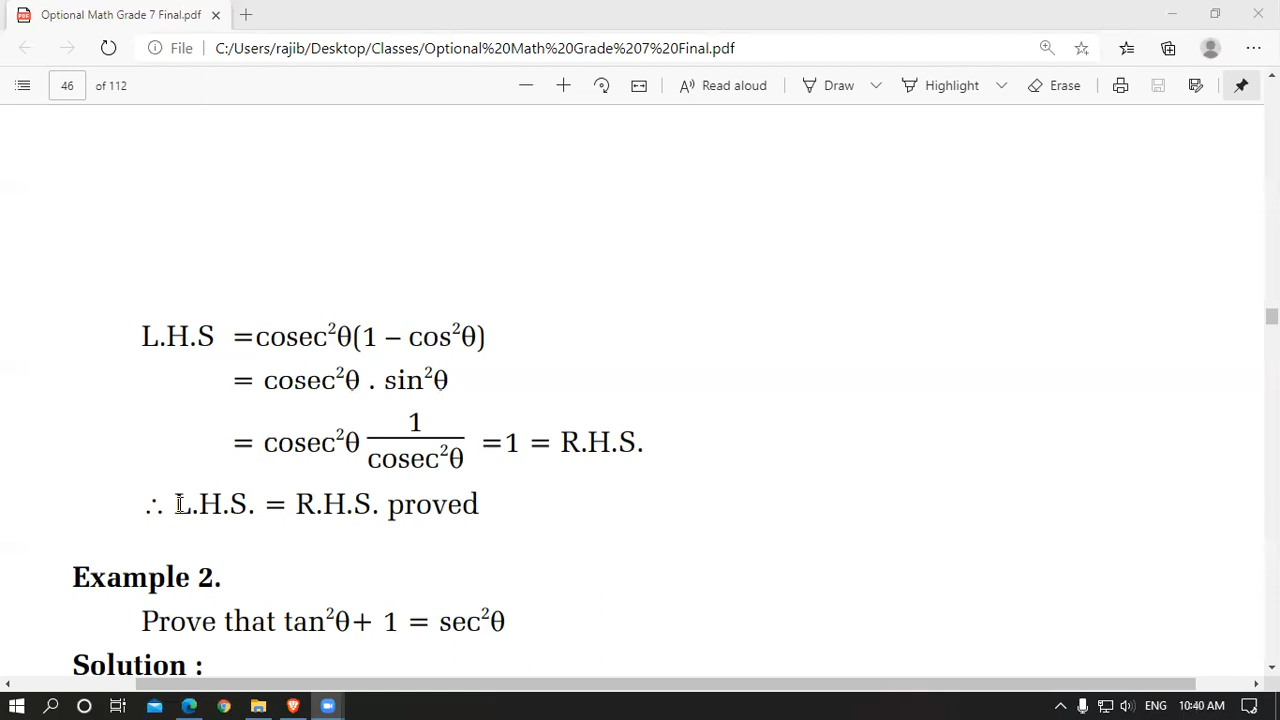 Optional Math Grade 7 Final.pdf
File | C:/Users/rajib/Desktop/Classes/Optional%20Math%20Grade%207%20Final.pdf
46 of 112 Read aloud Draw Highlight Erase
L.H.S =cosec²θ(1 – cos²θ)
= cosec²θ . sin²θ
= cosec²θ 1/cosec²θ =1 = R.H.S.
∴ L.H.S. = R.H.S. proved
Example 2.
Prove that tan²θ+ 1 = sec²θ
Solution :
ENG 10:40 AM